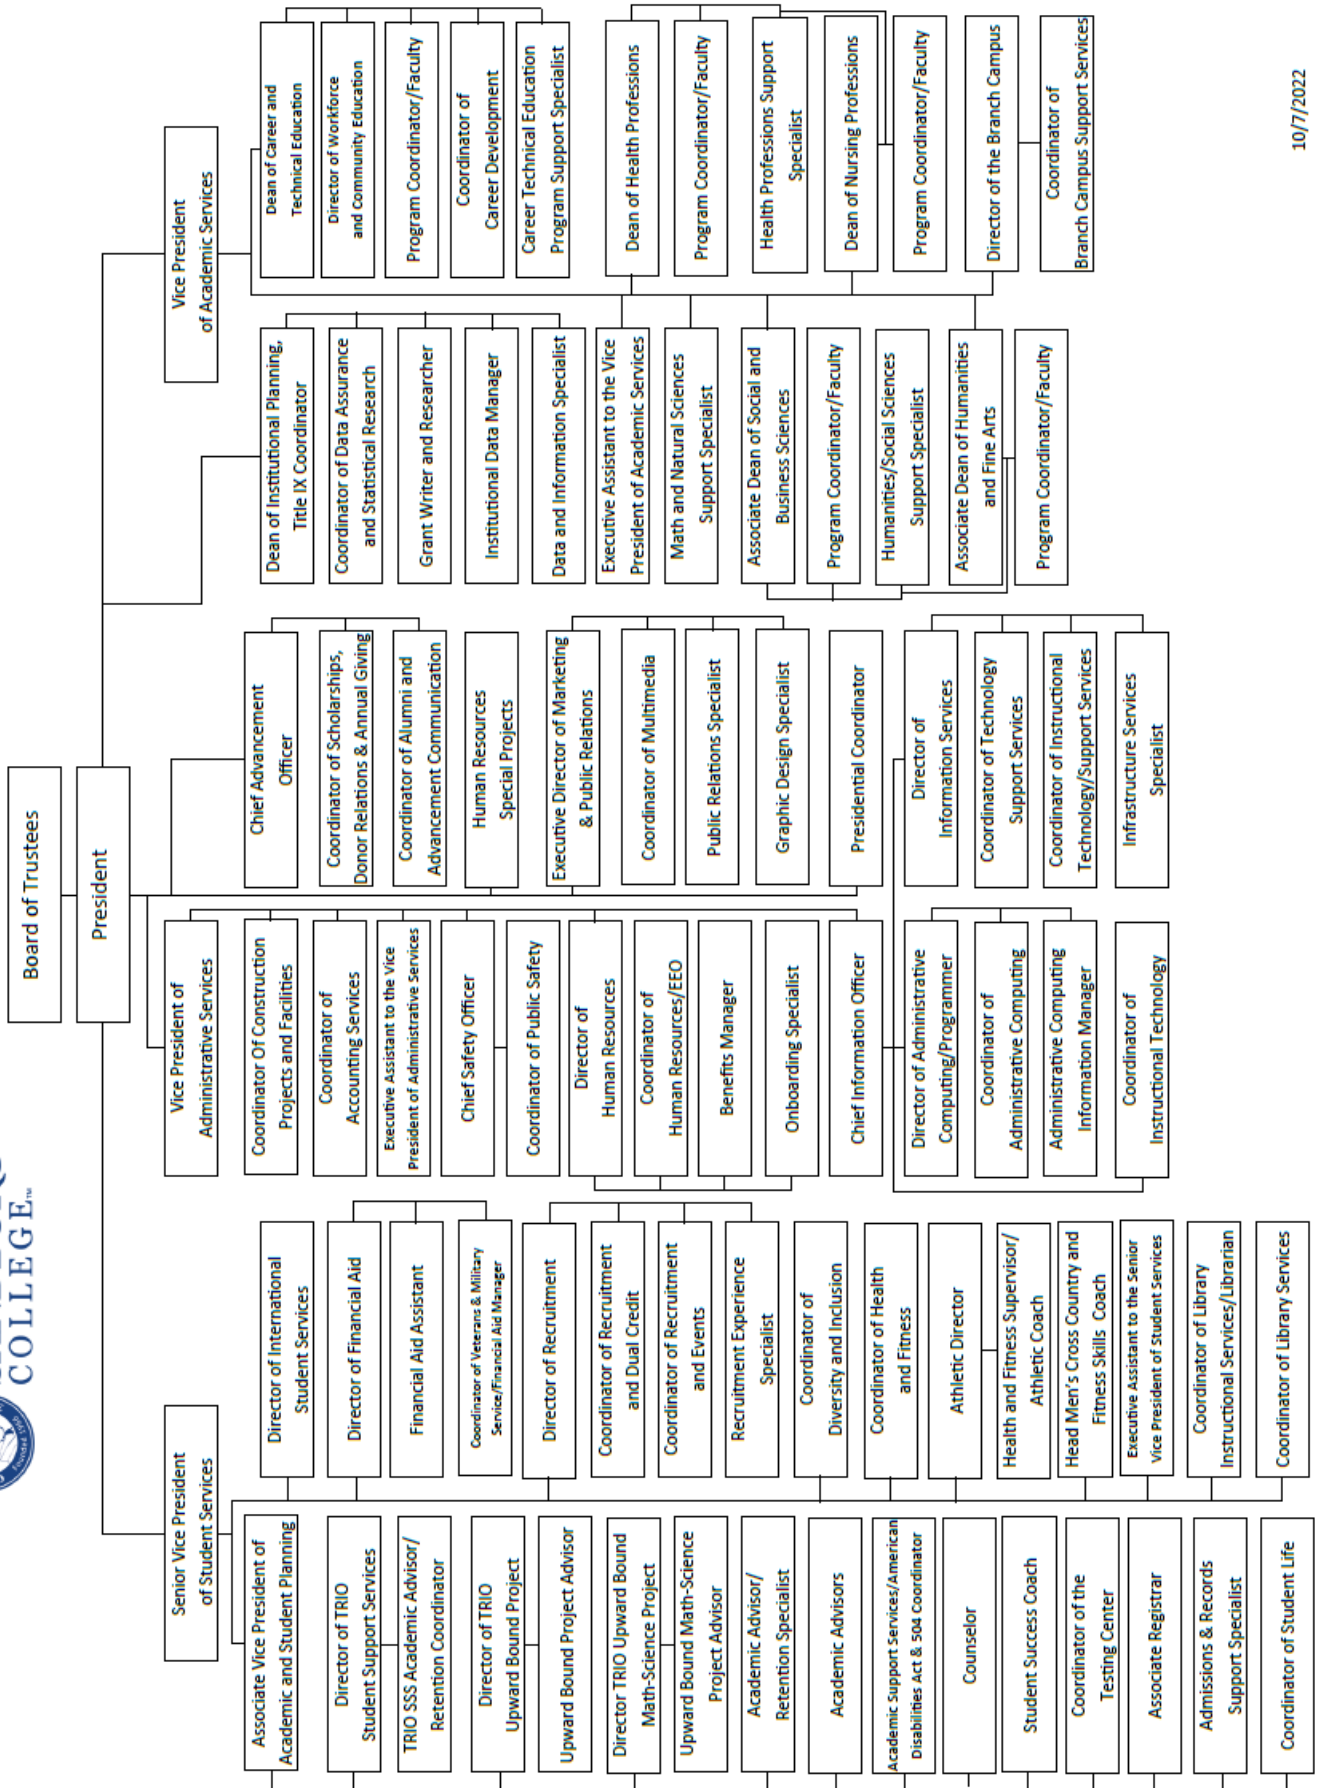 COLLEGE™
Founded 1969
Board of Trustees
President
Senior Vice President
of Student Services
Associate Vice President of
Academic and Student Planning
Director of TRIO
Student Support Services
TRIO SSS Academic Advisor/
Retention Coordinator
Director of TRIO
Upward Bound Project
Upward Bound Project Advisor
Director TRIO Upward Bound
Math-Science Project
Upward Bound Math-Science
Project Advisor
Academic Advisor/
Retention Specialist
Academic Advisors
Academic Support Services/American
Disabilities Act & 504 Coordinator
Counselor
Student Success Coach
Coordinator of the
Testing Center
Associate Registrar
Admissions & Records
Support Specialist
Coordinator of Student Life
Director of International
Student Services
Director of Financial Aid
Financial Aid Assistant
Coordinator of Veterans & Military
Service/Financial Aid Manager
Director of Recruitment
Coordinator of Recruitment
and Dual Credit
Coordinator of Recruitment
and Events
Recruitment Experience
Specialist
Coordinator of
Diversity and Inclusion
Coordinator of Health
and Fitness
Athletic Director
Health and Fitness Supervisor/
Athletic Coach
Head Men's Cross Country and
Fitness Skills Coach
Executive Assistant to the Senior
Vice President of Student Services
Coordinator of Library
Instructional Services/Librarian
Coordinator of Library Services
Vice President of
Administrative Services
Coordinator Of Construction
Projects and Facilities
Coordinator of
Accounting Services
Executive Assistant to the Vice
President of Administrative Services
Chief Safety Officer
Coordinator of Public Safety
Director of
Human Resources
Coordinator of
Human Resources/EEO
Benefits Manager
Onboarding Specialist
Chief Information Officer
Director of Administrative
Computing/Programmer
Coordinator of
Administrative Computing
Administrative Computing
Information Manager
Coordinator of
Instructional Technology
Chief Advancement
Officer
Coordinator of Scholarships,
Donor Relations & Annual Giving
Coordinator of Alumni and
Advancement Communication
Human Resources
Special Projects
Executive Director of Marketing
& Public Relations
Coordinator of Multimedia
Public Relations Specialist
Graphic Design Specialist
Presidential Coordinator
Director of
Information Services
Coordinator of Technology
Support Services
Coordinator of Instructional
Technology/Support Services
Infrastructure Services
Specialist
Dean of Institutional Planning,
Title IX Coordinator
Coordinator of Data Assurance
and Statistical Research
Grant Writer and Researcher
Institutional Data Manager
Data and Information Specialist
Executive Assistant to the Vice
President of Academic Services
Math and Natural Sciences
Support Specialist
Associate Dean of Social and
Business Sciences
Program Coordinator/Faculty
Humanities/Social Sciences
Support Specialist
Associate Dean of Humanities
and Fine Arts
Program Coordinator/Faculty
Vice President
of Academic Services
Dean of Career and
Technical Education
Director of Workforce
and Community Education
Program Coordinator/Faculty
Coordinator of
Career Development
Career Technical Education
Program Support Specialist
Dean of Health Professions
Program Coordinator/Faculty
Health Professions Support
Specialist
Dean of Nursing Professions
Program Coordinator/Faculty
Director of the Branch Campus
Coordinator of
Branch Campus Support Services
10/7/2022